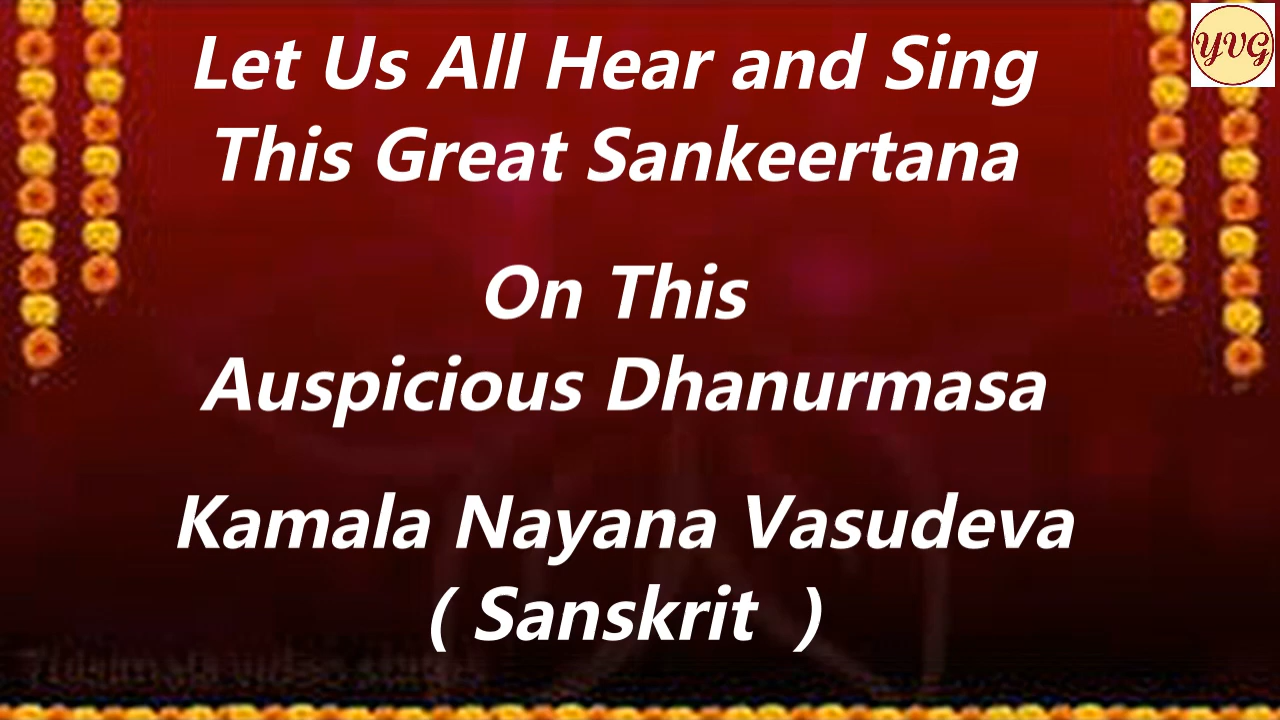 YVG
Let Us All Hear and Sing
This Great Sankeertana
On This
Auspicious Dhanurmasa
Kamala Nayana Vasudeva
( Sanskrit )